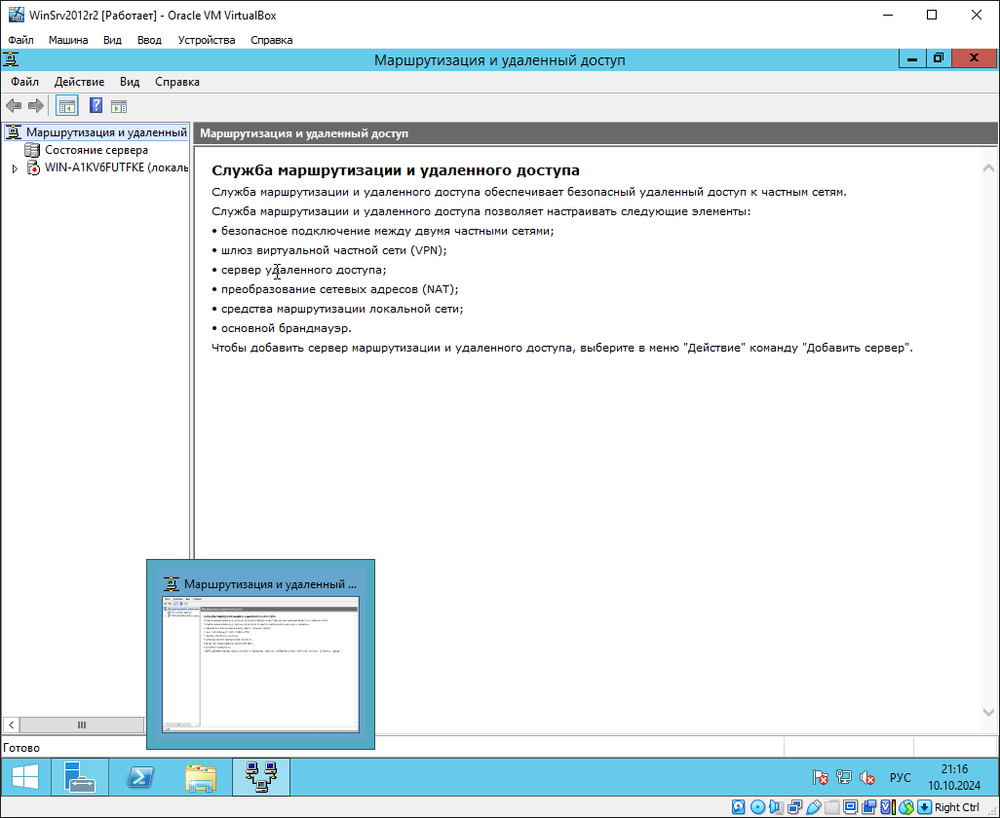 WinSrv2012r2 [Работает] - Oracle VM VirtualBox
Файл Машина Вид Ввод Устройства Справка
Маршрутизация и удаленный доступ
Файл Действие Вид Справка
Маршрутизация и удаленный
Состояние сервера
WIN-A1KV6FUTFKE (локаль
Маршрутизация и удаленный доступ
Служба маршрутизации и удаленного доступа
Служба маршрутизации и удаленного доступа обеспечивает безопасный удаленный доступ к частным сетям.
Служба маршрутизации и удаленного доступа позволяет настраивать следующие элементы:
• безопасное подключение между двумя частными сетями;
• шлюз виртуальной частной сети (VPN);
• сервер удаленного доступа;
• преобразование сетевых адресов (NAT);
• средства маршрутизации локальной сети;
• основной брандмауэр.
Чтобы добавить сервер маршрутизации и удаленного доступа, выберите в меню "Действие" команду "Добавить сервер".
Маршрутизация и удаленный ...
Готово
РУС
21:16
10.10.2024
Right Ctrl